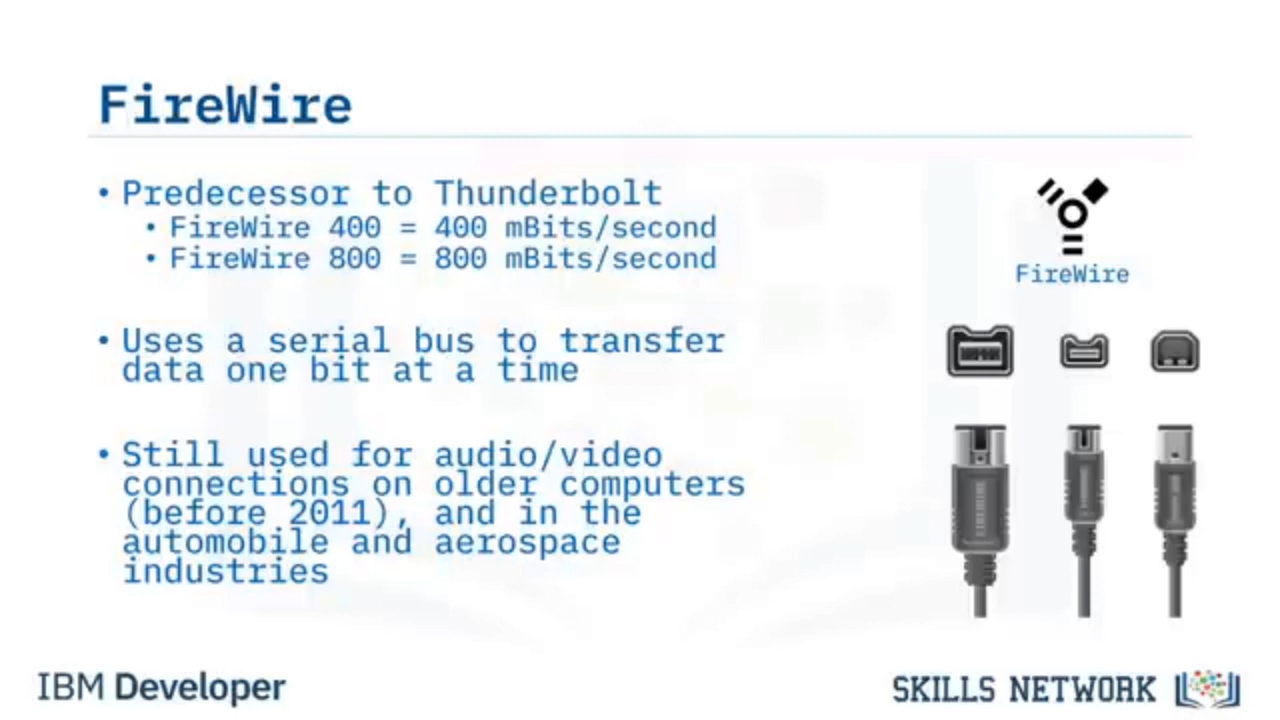 FireWire
• Predecessor to Thunderbolt
• FireWire 400 = 400 mBits/second
• FireWire 800 = 800 mBits/second
FireWire
• Uses a serial bus to transfer
data one bit at a time
• Still used for audio/video
connections on older computers
(before 2011), and in the
automobile and aerospace
industries
IBM Developer
SKILLS NETWORK